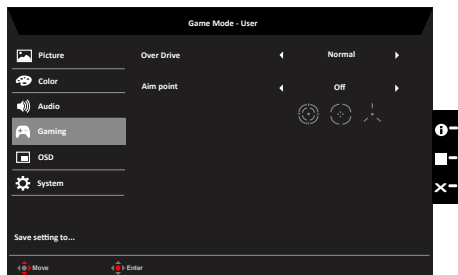 Game Mode - User
Picture
Over Drive Normal
Color
Aim point Off
Audio
Gaming
OSD
System
Save setting to...
Move Enter